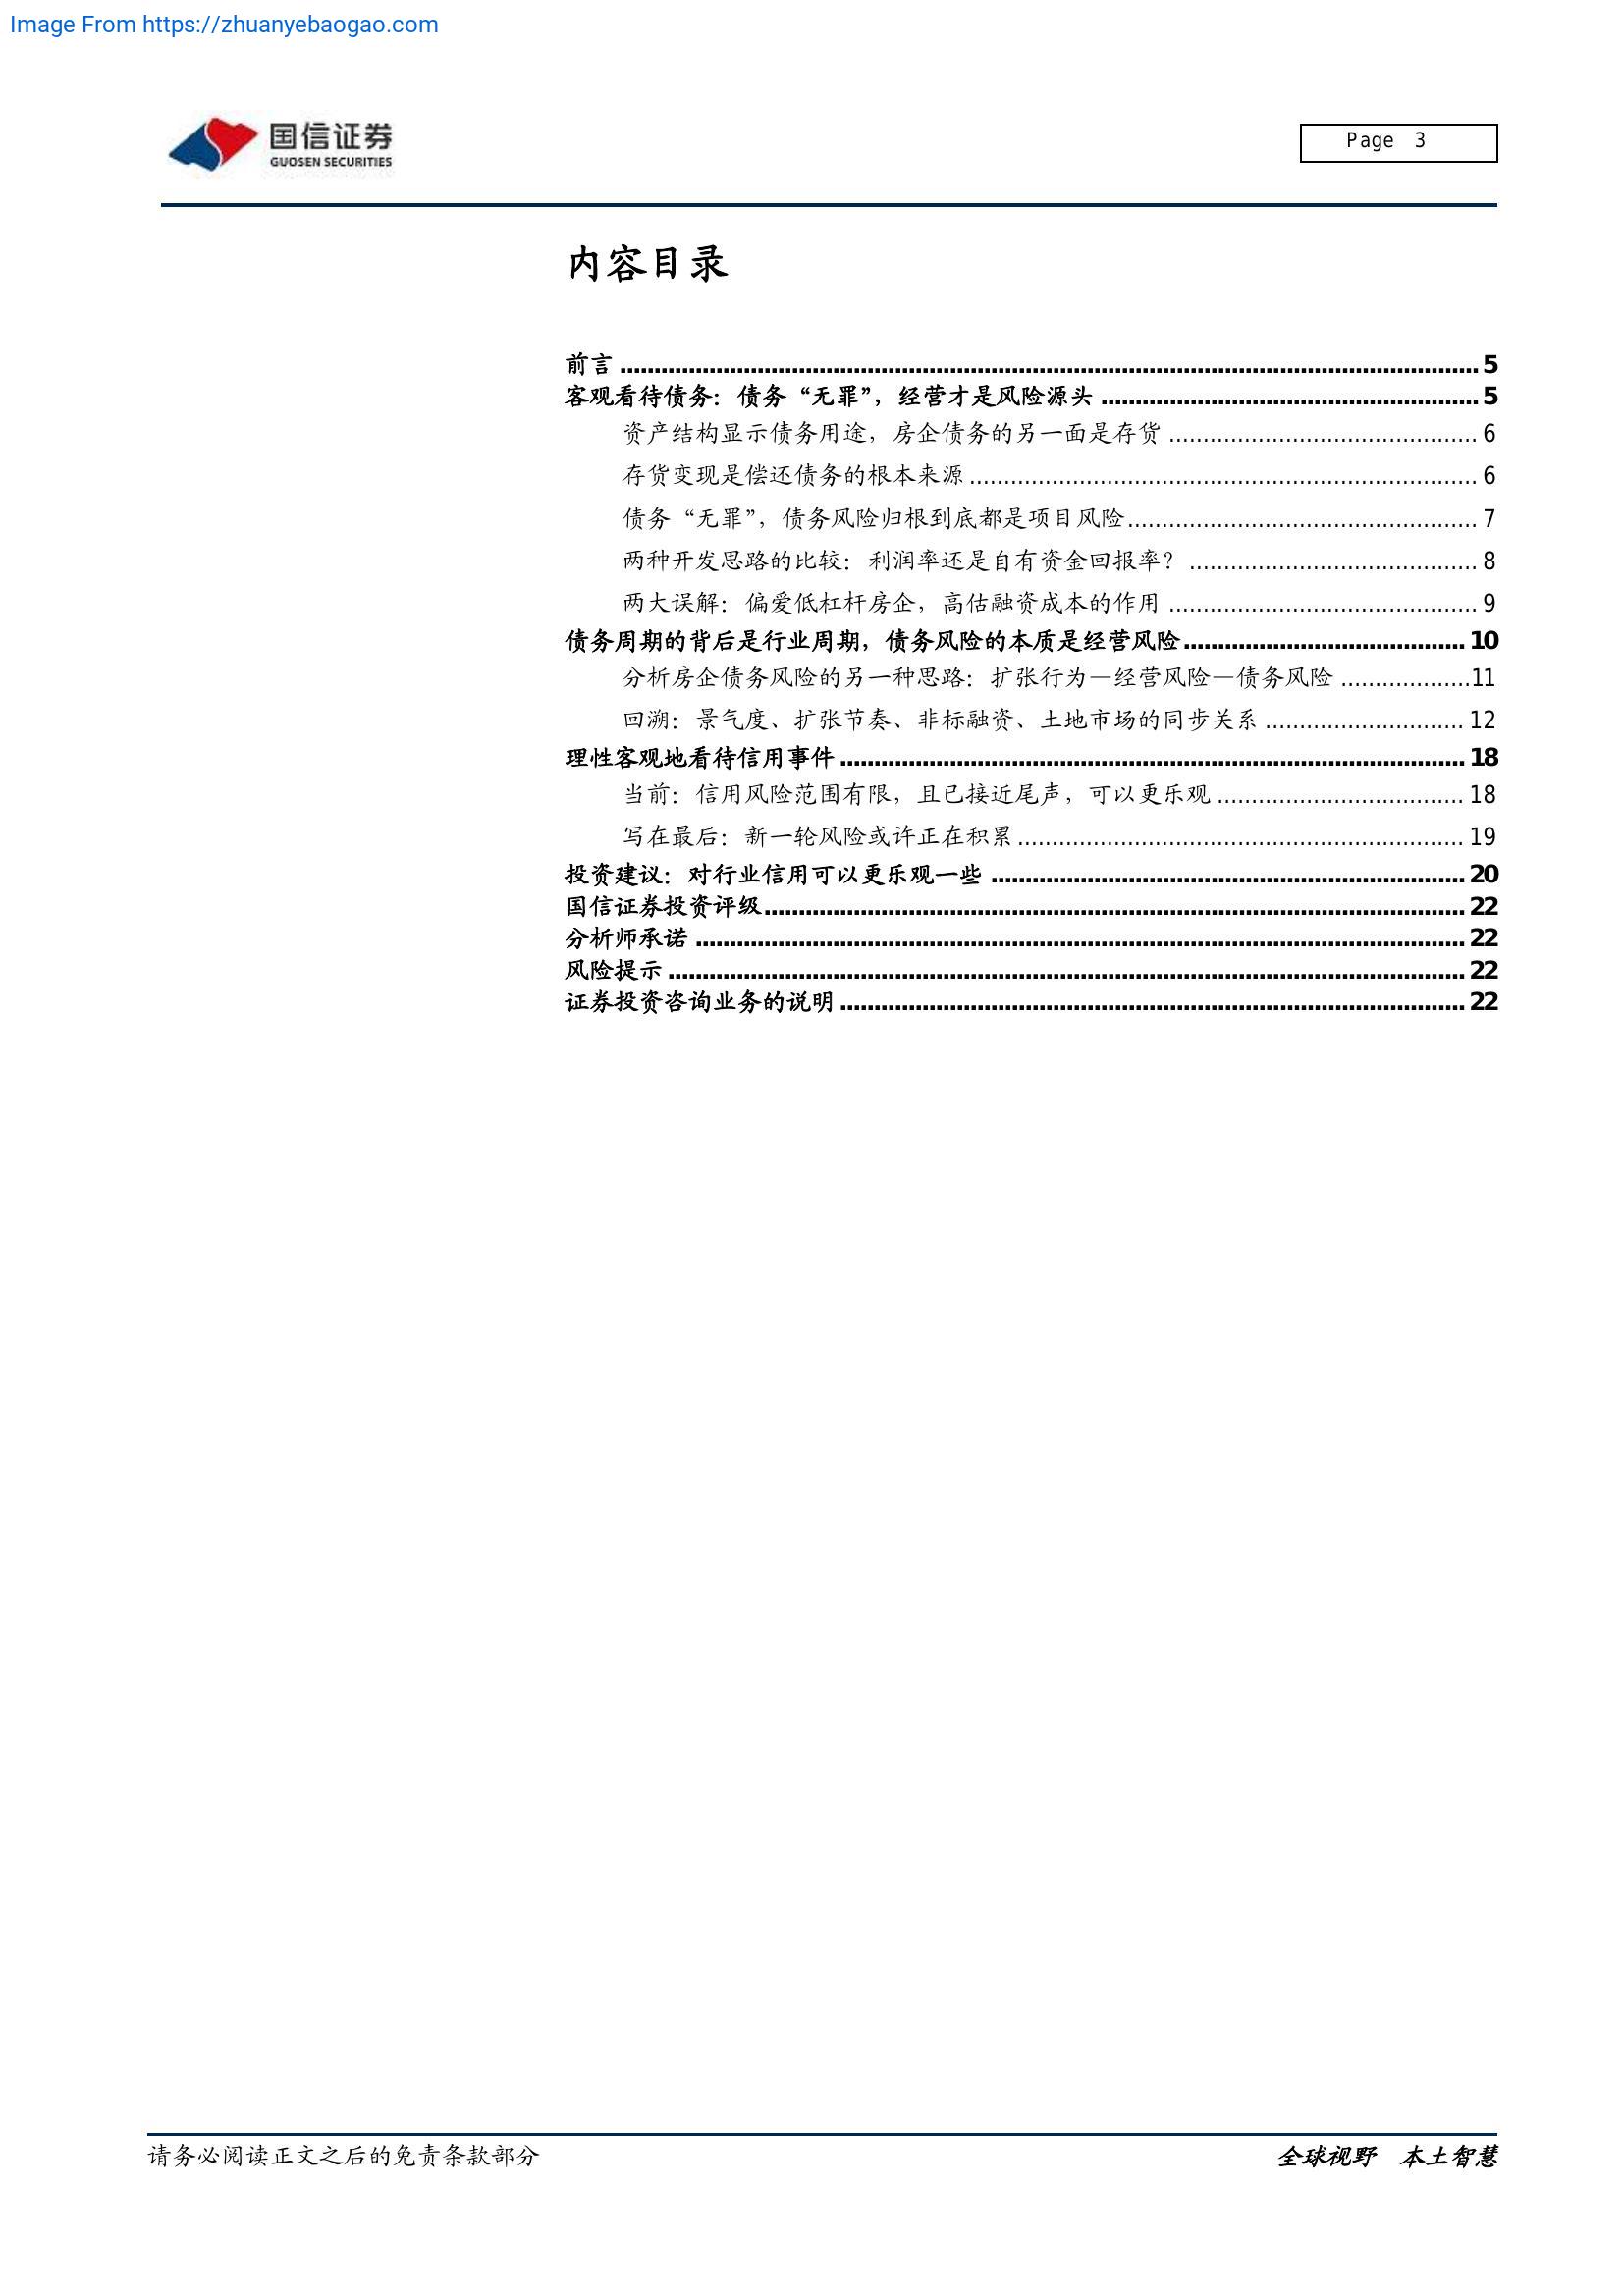 Image From https://zhuanyebaogao.com
国信证券
GUOSEN SECURITIES
Page 3
内容目录
前言 ........................................ 5
客观看待债务：债务“无罪”，经营才是风险源头 ........................................ 5
资产结构显示债务用途，房企债务的另一面是存货 ........................................ 6
存货变现是偿还债务的根本来源 ........................................ 6
债务“无罪”，债务风险归根到底都是项目风险 ........................................ 7
两种开发思路的比较：利润率还是自有资金回报率？ ........................................ 8
两大误解：偏爱低杠杆房企，高估融资成本的作用 ........................................ 9
债务周期的背后是行业周期，债务风险的本质是经营风险 ........................................ 10
分析房企债务风险的另一种思路：扩张行为—经营风险—债务风险 ........................................ 11
回溯：景气度、扩张节奏、非标融资、土地市场的同步关系 ........................................ 12
理性客观地看待信用事件 ........................................ 18
当前：信用风险范围有限，且已接近尾声，可以更乐观 ........................................ 18
写在最后：新一轮风险或许正在积累 ........................................ 19
投资建议：对行业信用可以更乐观一些 ........................................ 20
国信证券投资评级 ........................................ 22
分析师承诺 ........................................ 22
风险提示 ........................................ 22
证券投资咨询业务的说明 ........................................ 22
请务必阅读正文之后的免责条款部分
全球视野 本土智慧